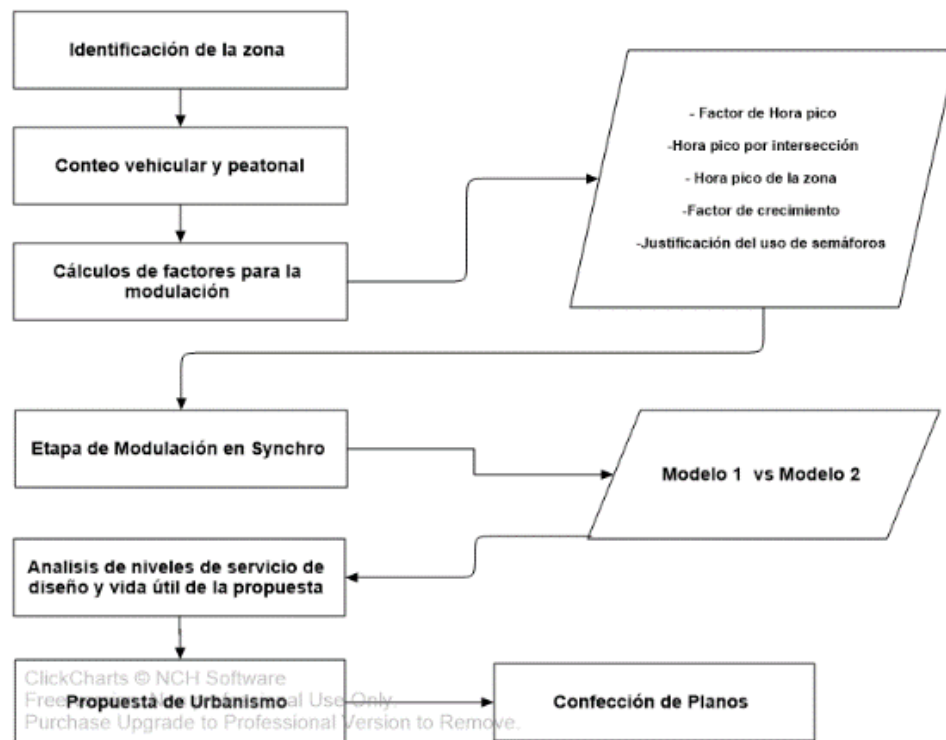 Identificación de la zona
Conteo vehicular y peatonal
Cálculos de factores para la
modulación
- Factor de Hora pico
-Hora pico por intersección
- Hora pico de la zona
-Factor de crecimiento
-Justificación del uso de semáforos
Etapa de Modulación en Synchro
Modelo 1 vs Modelo 2
Analisis de niveles de servicio de
diseño y vida útil de la propuesta
Propuesta de Urbanismo
Confección de Planos
ClickCharts © NCH Software
Use Only.
Purchase Upgrade to Professional Version to Remove.